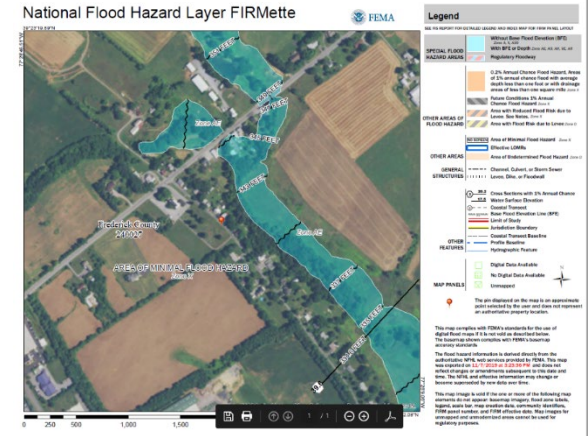 National Flood Hazard Layer FIRMette
FEMA
Legend
SEE FIS REPORT FOR DETAILED LEGEND AND INDEX MAP FOR FIRM PANEL LAYOUT
SPECIAL FLOOD HAZARD AREAS
Without Base Flood Elevation (BFE)
With BFE or Depth
Regulatory Floodway
0.2% Annual Chance Flood Hazard, Areas
of 1% annual chance flood with average
depth less than one foot or with drainage
areas of less than one square mile
Future Conditions 1% Annual
Chance Flood Hazard
Area with Reduced Flood Risk due to
Levee. See Notes.
Area with Flood Risk due to Levee
OTHER AREAS OF FLOOD HAZARD
Area of Minimal Flood Hazard
Effective LOMRs
OTHER AREAS
Area of Undetermined Flood Hazard
GENERAL STRUCTURES
Channel, Culvert, or Storm Sewer
Levee, Dike, or Floodwall
Cross Sections with 1% Annual Chance
Water Surface Elevation
Coastal Transect
Base Flood Elevation Line (BFE)
Limit of Study
Jurisdiction Boundary
Coastal Transect Baseline
OTHER FEATURES
Profile Baseline
Hydrographic Feature
Digital Data Available
No Digital Data Available
MAP PANELS
Unmapped
The pin displayed on the map is an approximate
point selected by the user and does not represent
an authoritative property location.
This map complies with FEMA's standards for the use of
digital flood maps if it is not void as described below.
The basemap shown complies with FEMA's basemap
accuracy standards
The flood hazard information is derived directly from the
authoritative NFHL web services provided by FEMA. This map
was exported on
and does not
reflect changes or amendments subsequent to this date and
time. The NFHL and effective information may change or
become superseded by new data over time.
This map image is void if the one or more of the following map
elements do not appear: basemap imagery, flood zone labels,
legend, scale bar, map creation date, community identifiers,
FIRM panel number, and FIRM effective date. Map images for
unmapped and unmodernized areas cannot be used for
regulatory purposes.
Zone AE
Zone AE
Frederick County
AREA OF MINIMAL FLOOD HAZARD
Zone X
0
250
500
1,000
1,500
1 / 1